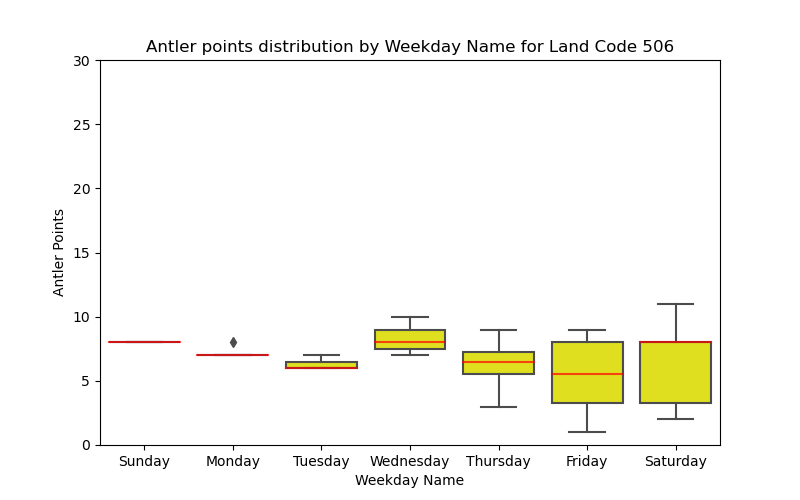 Antler points distribution by Weekday Name for Land Code 506
30
25
20
15
10
5
0
Antler Points
Sunday Monday Tuesday Wednesday Thursday Friday Saturday
Weekday Name